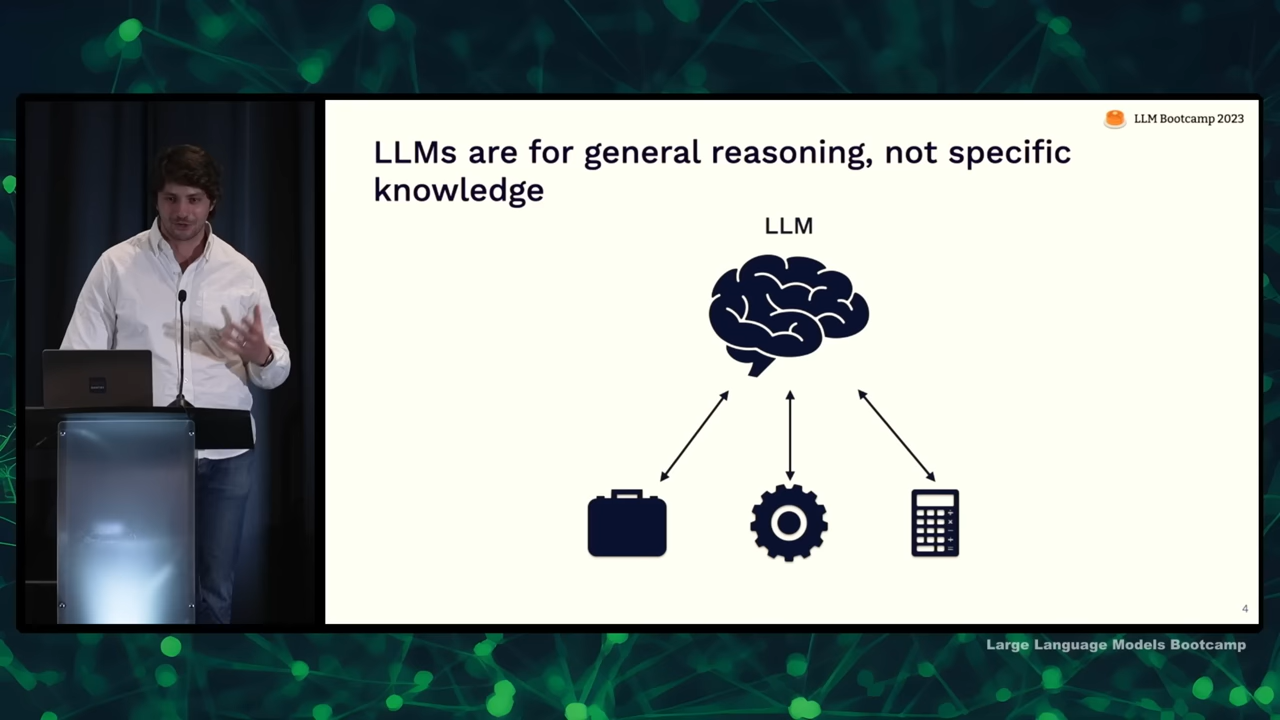 LLM Bootcamp 2023
LLMs are for general reasoning, not specific
knowledge
LLM
4
Large Language Models Bootcamp